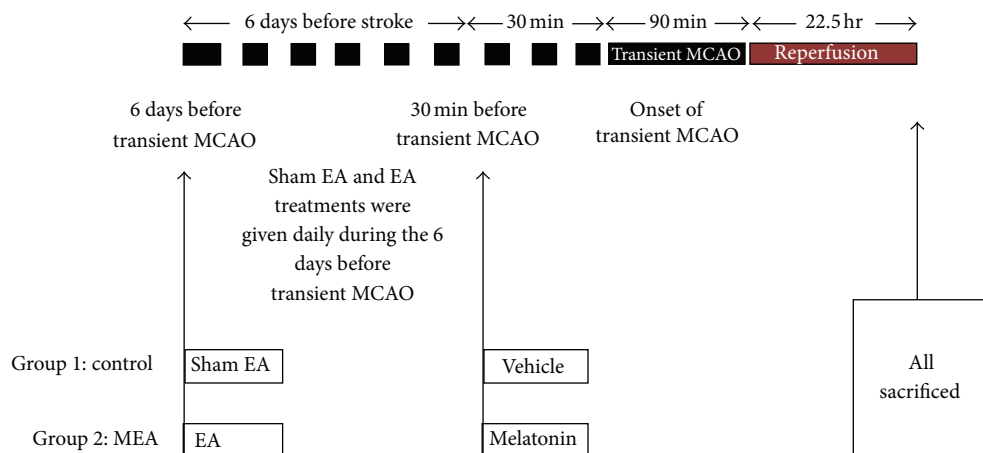 6 days before stroke
30 min
90 min
22.5 hr
Transient MCAO
Reperfusion
6 days before
transient MCAO
30 min before
transient MCAO
Onset of
transient MCAO
Sham EA and EA
treatments were
given daily during the 6
days before
transient MCAO
Group 1: control
Sham EA
Vehicle
All
sacrificed
Group 2: MEA
EA
Melatonin